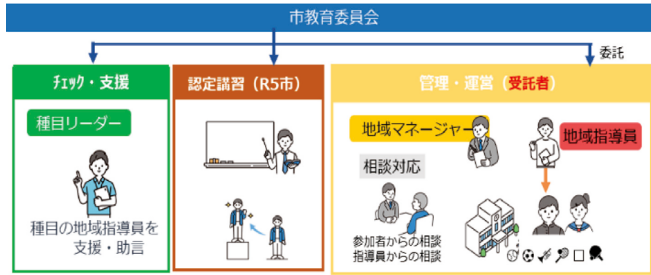 市教育委員会
委託
ﾁｪｯｸ・支援
種目リーダー
種目の地域指導員を
支援・助言
認定講習（R5市）
管理・運営（受託者）
地域マネージャー
地域指導員
相談対応
参加者からの相談
指導員からの相談